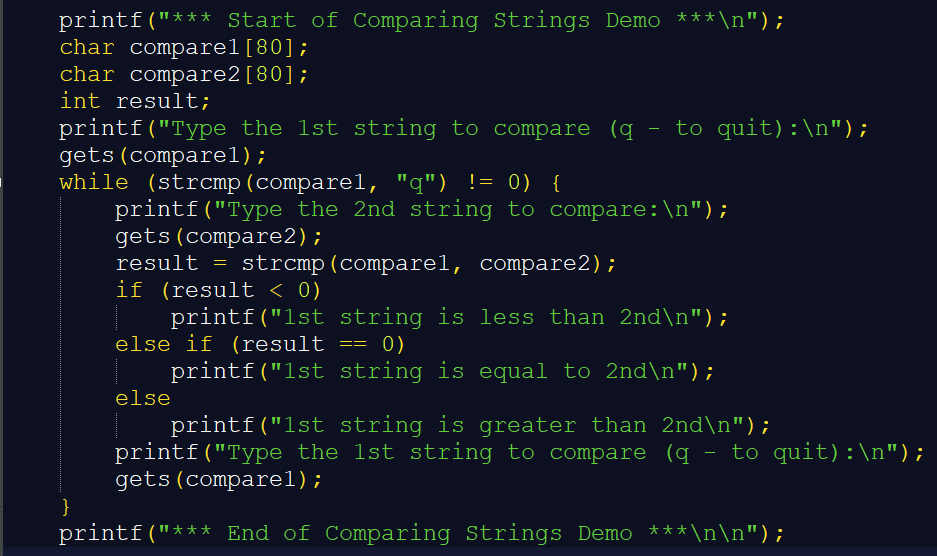 printf("*** Start of Comparing Strings Demo ***\n");
char compare1[80];
char compare2[80];
int result;
printf("Type the 1st string to compare (q - to quit):\n");
gets(compare1);
while (strcmp(compare1, "q") != 0) {
printf("Type the 2nd string to compare:\n");
gets(compare2);
result = strcmp(compare1, compare2);
if (result < 0)
printf("1st string is less than 2nd\n");
else if (result == 0)
printf("1st string is equal to 2nd\n");
else
printf("1st string is greater than 2nd\n");
printf("Type the 1st string to compare (q - to quit):\n");
gets(compare1);
}
printf("*** End of Comparing Strings Demo ***\n\n");